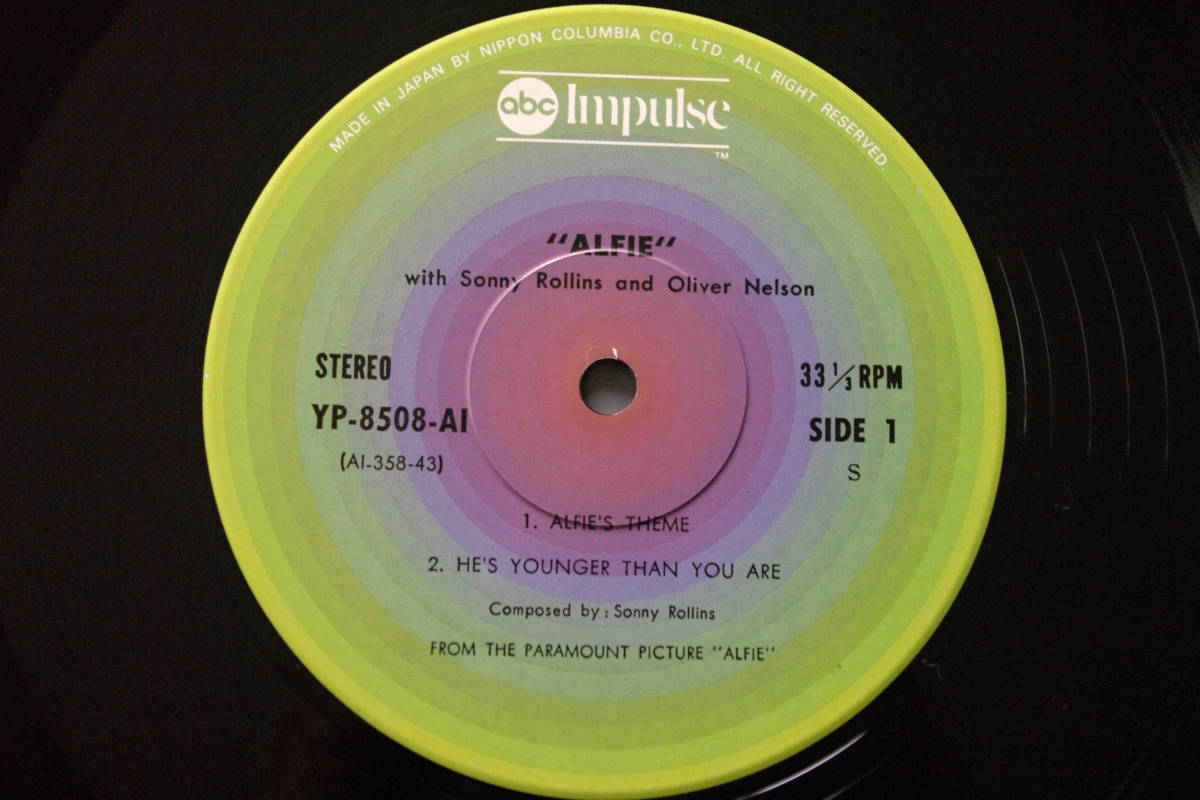 MADE IN JAPAN BY NIPPON COLUMBIA CO., LTD. ALL RIGHT RESERVED.
abc Impulse
TM
"ALFIE"
with Sonny Rollins and Oliver Nelson
STEREO
33 1/3 RPM
YP-8508-AI
SIDE 1
(AI-358-43)
S
1. ALFIE'S THEME
2. HE'S YOUNGER THAN YOU ARE
Composed by: Sonny Rollins
FROM THE PARAMOUNT PICTURE "ALFIE"